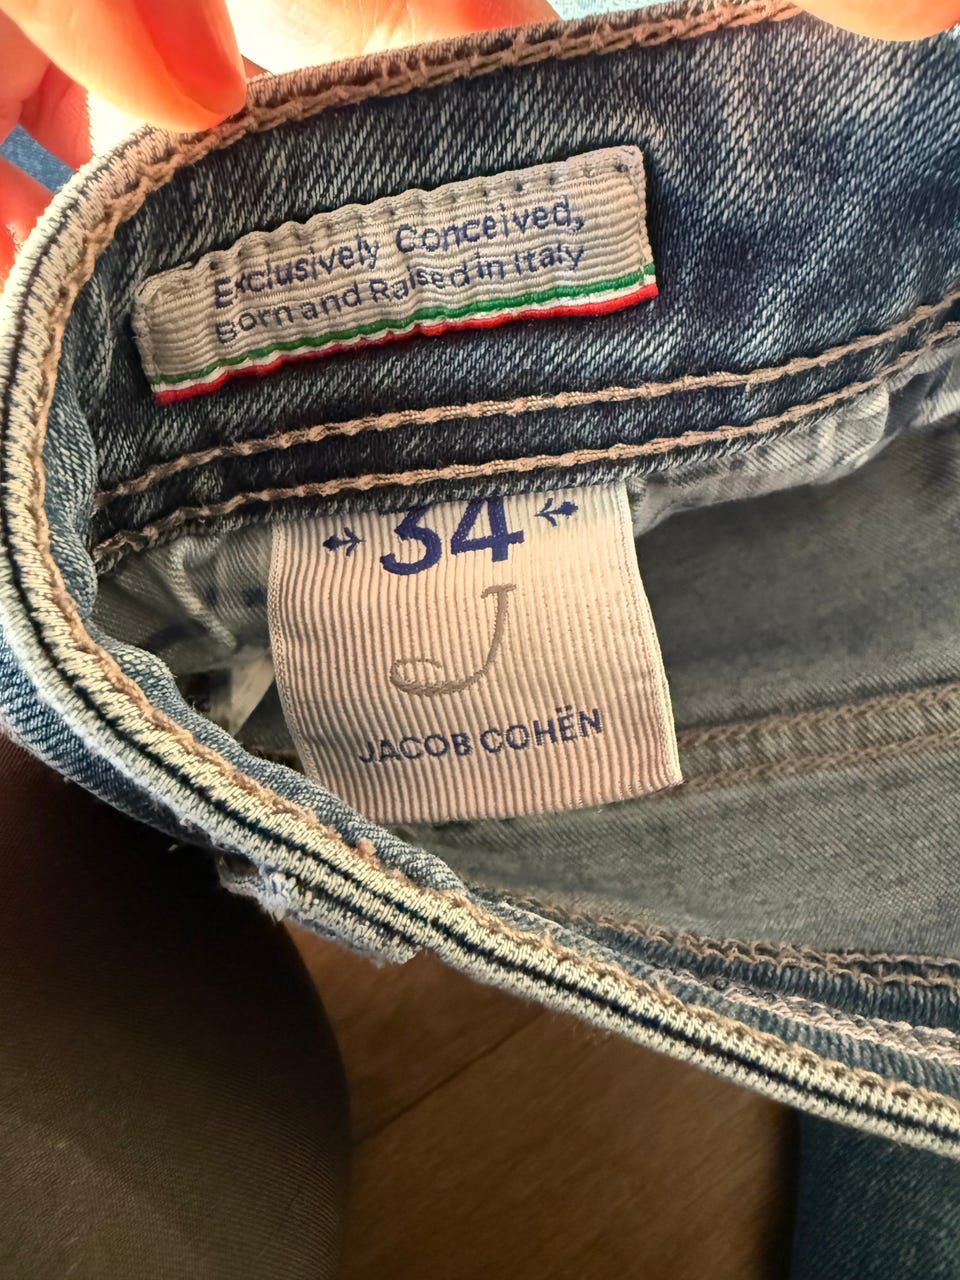 Exclusively Conceived,
Born and Raised in Italy
34
J
JACOB COHËN